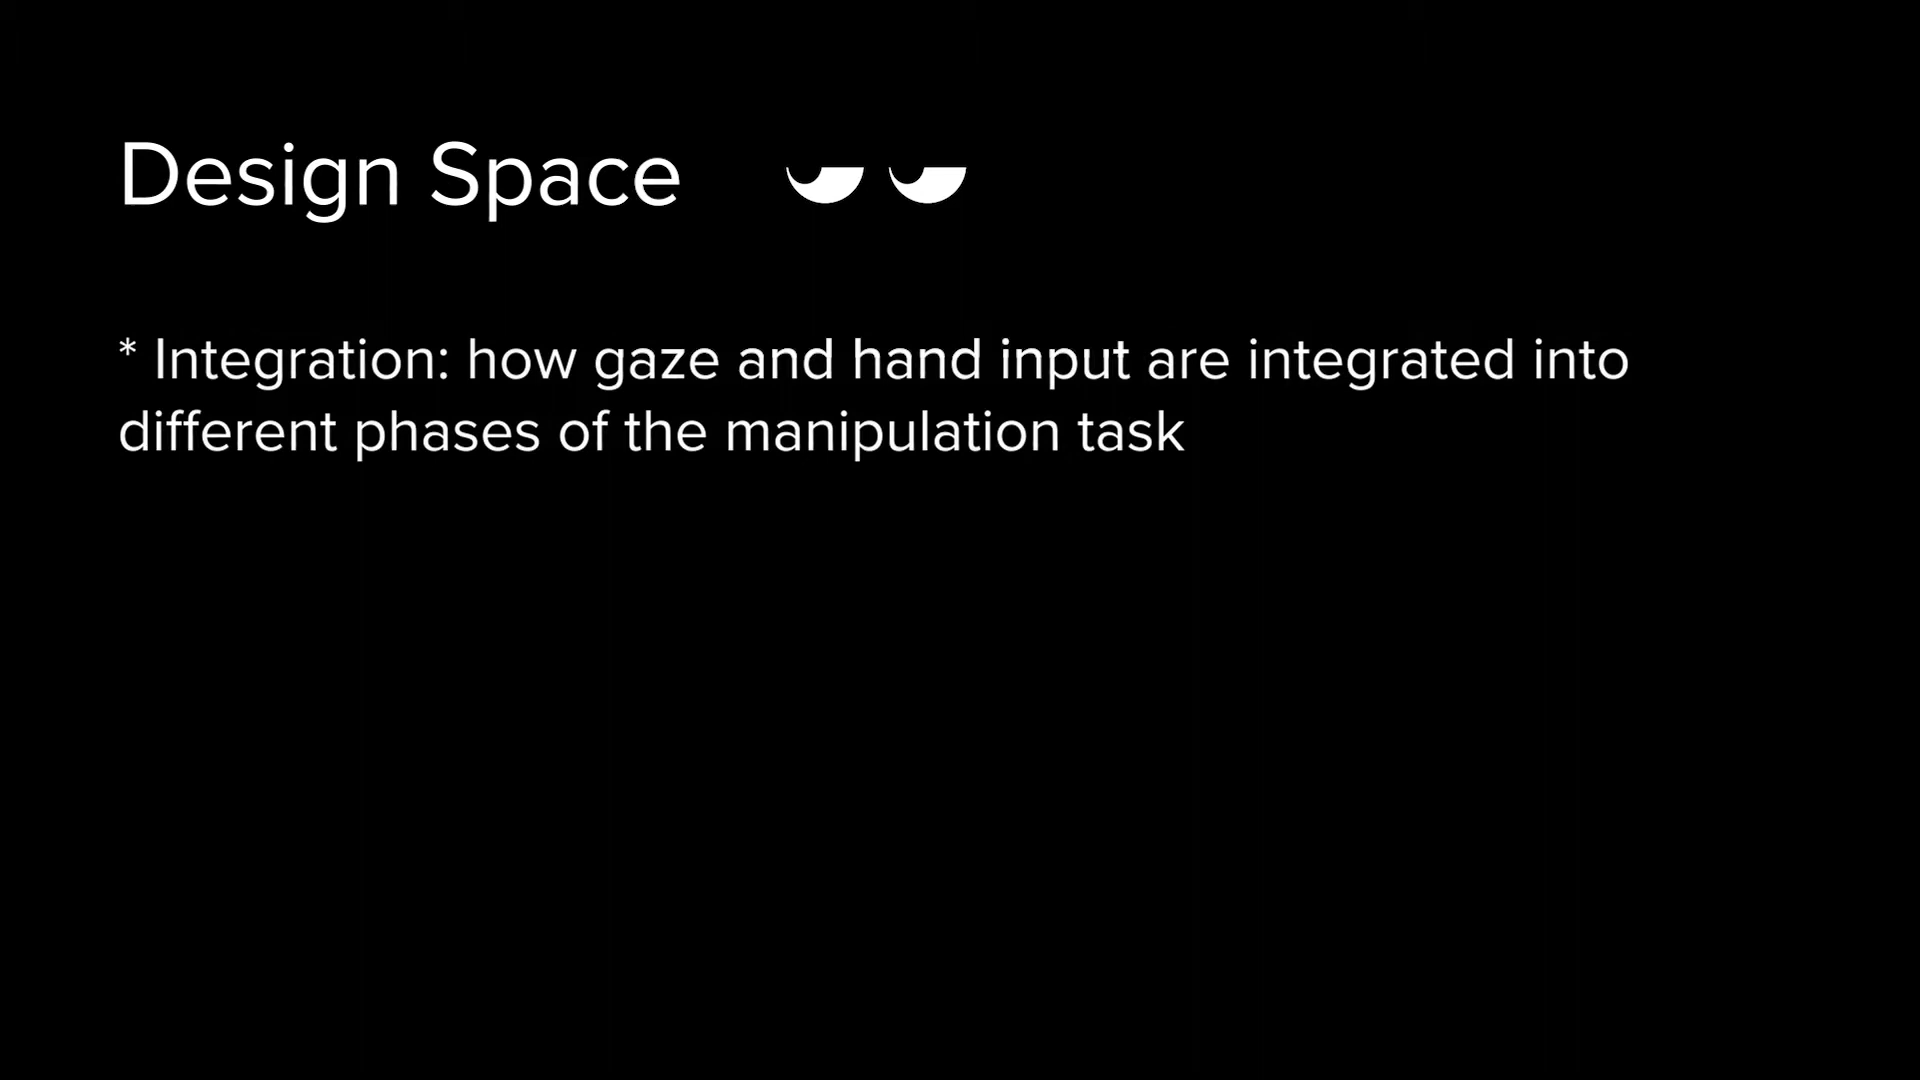 Design Space
* Integration: how gaze and hand input are integrated into
different phases of the manipulation task